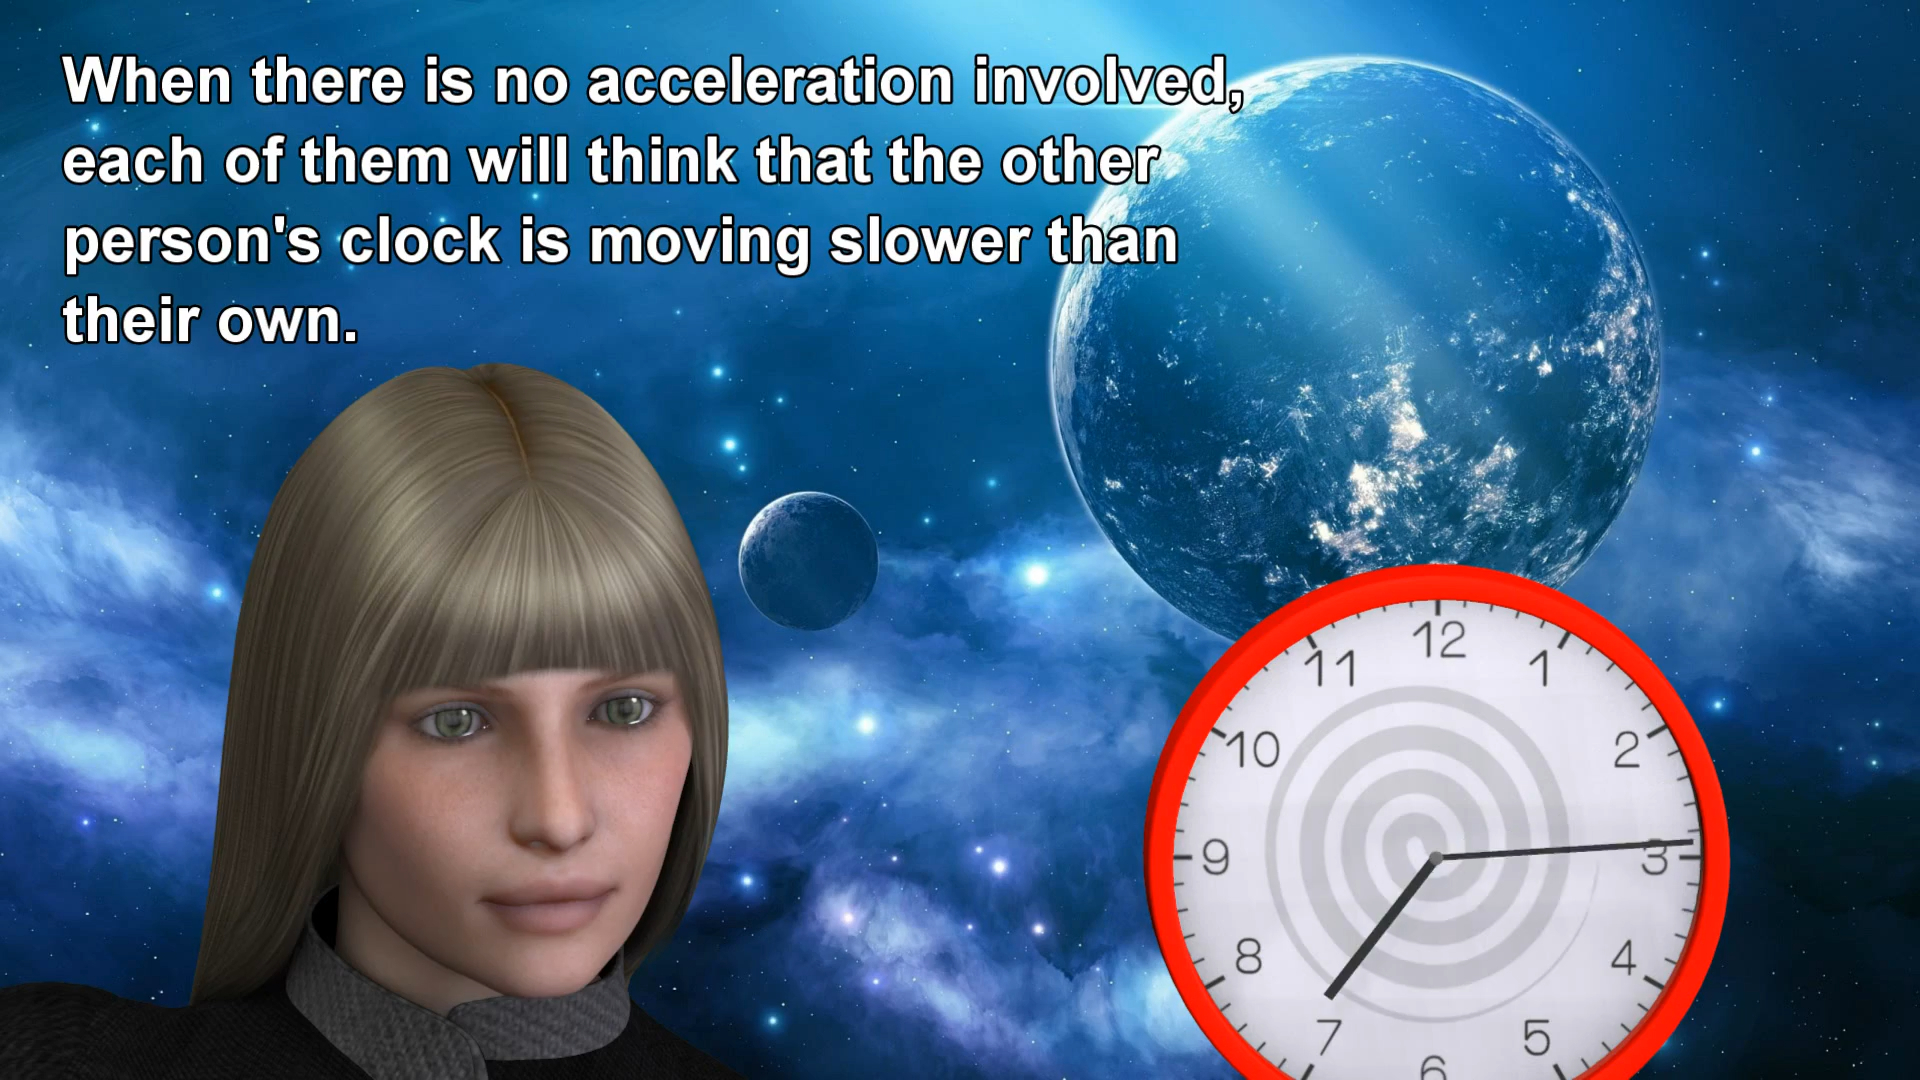 When there is no acceleration involved,
each of them will think that the other
person's clock is moving slower than
their own.
12
11 1
10 2
9 3
8 4
7 5
6